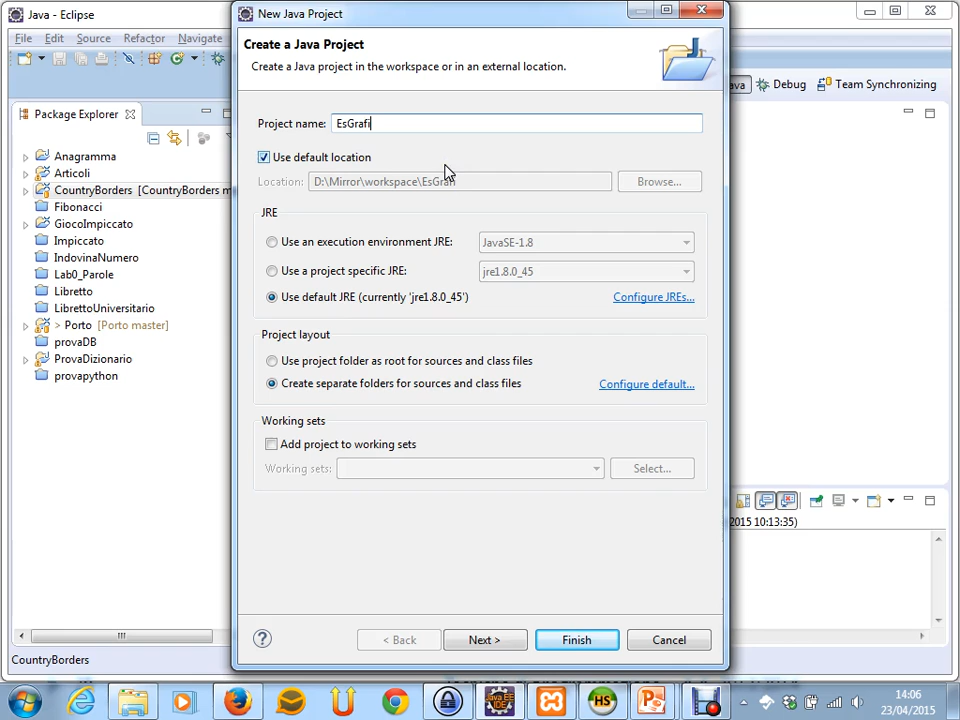 Java - Eclipse
New Java Project
File Edit Source Refactor Navigate
Create a Java Project
Create a Java project in the workspace or in an external location.
Debug
Team Synchronizing
Package Explorer
Project name: EsGrafi
Use default location
Location: D:\Mirror\workspace\EsGrafi Browse...
Anagramma
Articoli
CountryBorders [CountryBorders m
Fibonacci
GiocoImpiccato
Impiccato
IndovinaNumero
Lab0_Parole
Libretto
LibrettoUniversitario
> Porto [Porto master]
provaDB
ProvaDizionario
provapython
JRE
Use an execution environment JRE: JavaSE-1.8
Use a project specific JRE: jre1.8.0_45
Use default JRE (currently 'jre1.8.0_45') Configure JREs...
Project layout
Use project folder as root for sources and class files
Create separate folders for sources and class files Configure default...
Working sets
Add project to working sets
Working sets: Select...
2015 10:13:35)
? < Back Next > Finish Cancel
CountryBorders
Java EE
IDE
HS
14:06
23/04/2015